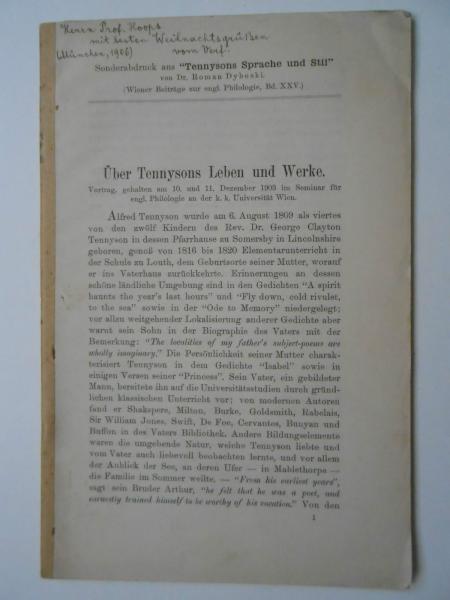 Herrn Prof. Hoops
mit besten Weihnachtsgrüßen
(München, 1906) vom Verf.
Sonderabdruck aus "Tennysons Sprache und Stil"
von Dr. Roman Dyboski.
(Wiener Beiträge zur engl. Philologie, Bd. XXV.)
Über Tennysons Leben und Werke.
Vortrag, gehalten am 10. und 11. Dezember 1903 im Seminar für
engl. Philologie an der k. k. Universität Wien.
Alfred Tennyson wurde am 6. August 1809 als viertes
von den zwölf Kindern des Rev. Dr. George Clayton
Tennyson in dessen Pfarrhause zu Somersby in Lincolnshire
geboren, genoß von 1816 bis 1820 Elementarunterricht in
der Schule zu Louth, dem Geburtsorte seiner Mutter, worauf
er ins Vaterhaus zurückkehrte. Erinnerungen an dessen
schöne ländliche Umgebung sind in den Gedichten "A spirit
haunts the year's last hours" und "Fly down, cold rivulet,
to the sea" sowie in der "Ode to Memory" niedergelegt;
vor allzu weitgehender Lokalisierung anderer Gedichte aber
warnt sein Sohn in der Biographie des Vaters mit der
Bemerkung: "The localities of my father's subject-poems are
wholly imaginary." Die Persönlichkeit seiner Mutter charak-
terisiert Tennyson in dem Gedichte "Isabel" sowie in
einigen Versen seiner "Princess". Sein Vater, ein gebildeter
Mann, bereitete ihn auf die Universitätsstudien durch gründ-
lichen klassischen Unterricht vor; von modernen Autoren
fand er Shakspere, Milton, Burke, Goldsmith, Rabelais,
Sir William Jones, Swift, De Foe, Cervantes, Bunyan und
Buffon in des Vaters Bibliothek. Andere Bildungselemente
waren die umgebende Natur, welche Tennyson liebte und
vom Vater auch liebevoll beobachten lernte, und vor allem
der Anblick der See, an deren Ufer — in Mablethorpe —
die Familie im Sommer weilte. — "From his earliest years",
sagt sein Bruder Arthur, "he felt that he was a poet, and
earnestly trained himself to be worthy of his vocation." Von den
1